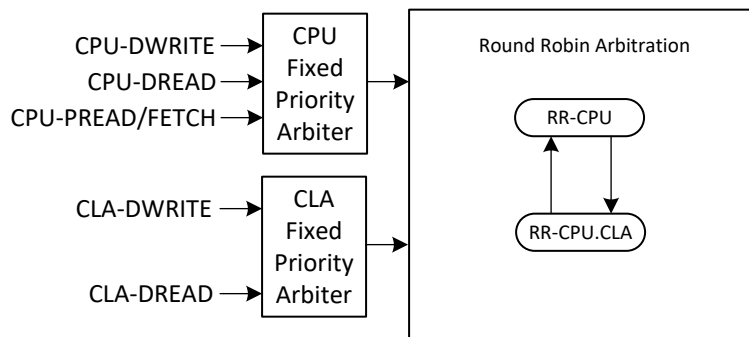 CPU-DWRITE
CPU-DREAD
CPU-PREAD/FETCH
CPU
Fixed
Priority
Arbiter
CLA-DWRITE
CLA-DREAD
CLA
Fixed
Priority
Arbiter
Round Robin Arbitration
RR-CPU
RR-CPU.CLA